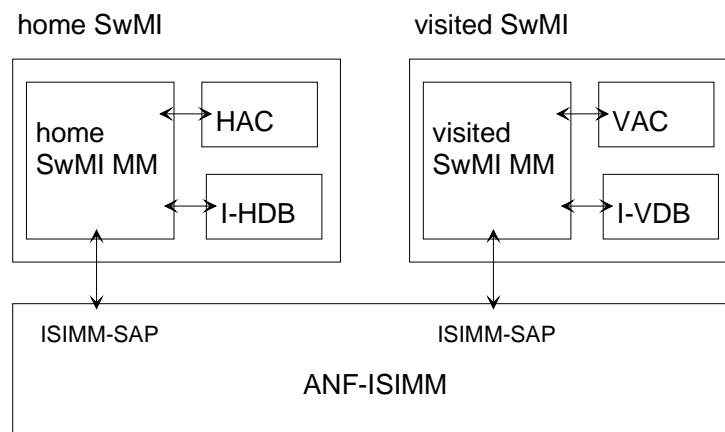 home SwMI
visited SwMI
home
SwMI MM
HAC
I-HDB
visited
SwMI MM
VAC
I-VDB
ISIMM-SAP
ISIMM-SAP
ANF-ISIMM